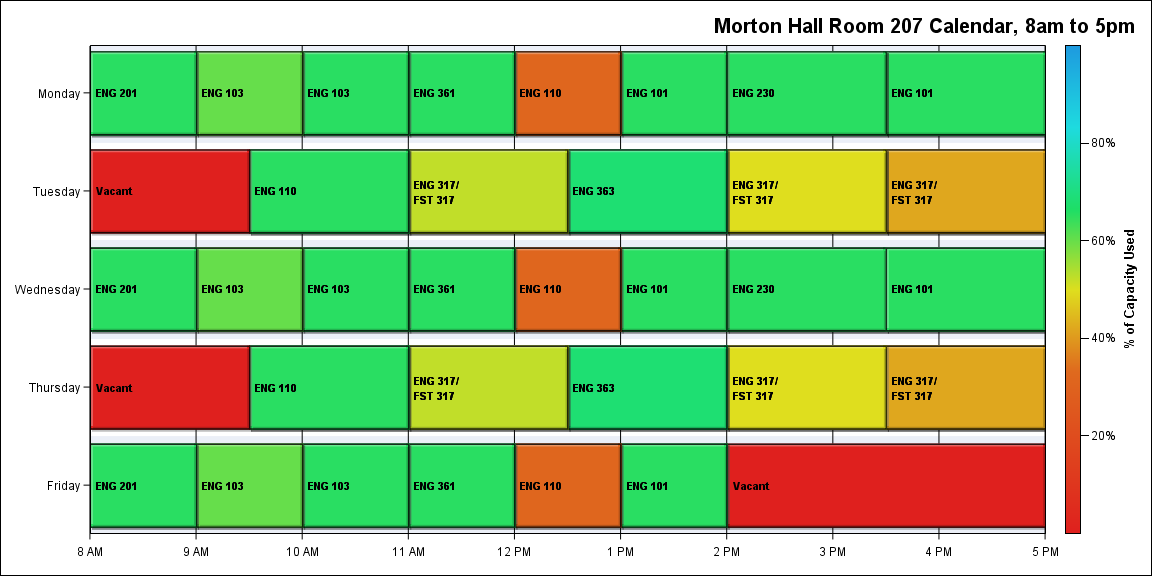 Morton Hall Room 207 Calendar, 8am to 5pm
Monday
ENG 201
ENG 103
ENG 103
ENG 361
ENG 110
ENG 101
ENG 230
ENG 101
Tuesday
Vacant
ENG 110
ENG 317/
FST 317
ENG 363
ENG 317/
FST 317
ENG 317/
FST 317
Wednesday
ENG 201
ENG 103
ENG 103
ENG 361
ENG 110
ENG 101
ENG 230
ENG 101
Thursday
Vacant
ENG 110
ENG 317/
FST 317
ENG 363
ENG 317/
FST 317
ENG 317/
FST 317
Friday
ENG 201
ENG 103
ENG 103
ENG 361
ENG 110
ENG 101
Vacant
8 AM
9 AM
10 AM
11 AM
12 PM
1 PM
2 PM
3 PM
4 PM
5 PM
80%
60%
40%
20%
% of Capacity Used